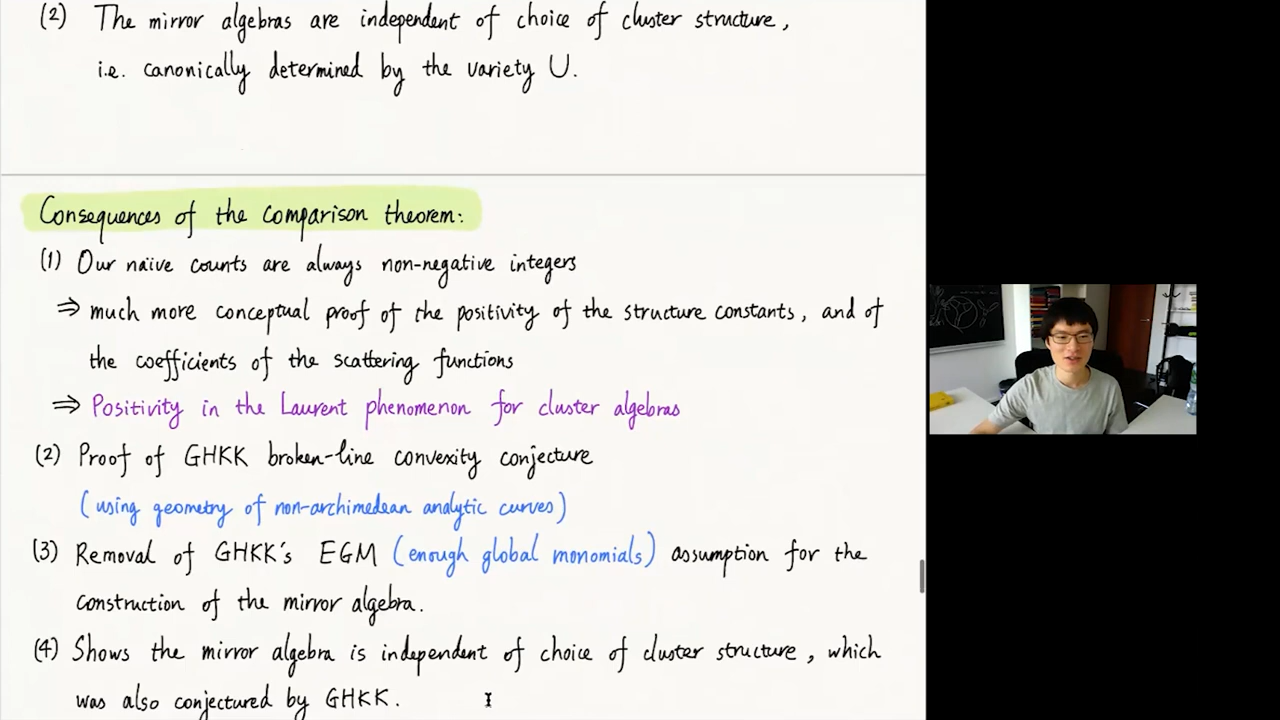 (2) The mirror algebras are independent of choice of cluster structure,
i.e. canonically determined by the variety U.
Consequences of the comparison theorem:
(1) Our naïve counts are always non-negative integers
⇒ much more conceptual proof of the positivity of the structure constants, and of
the coefficients of the scattering functions
⇒ Positivity in the Laurent phenomenon for cluster algebras
(2) Proof of GHKK broken-line convexity conjecture
(using geometry of non-archimedean analytic curves)
(3) Removal of GHKK's EGM (enough global monomials) assumption for the
construction of the mirror algebra.
(4) Shows the mirror algebra is independent of choice of cluster structure, which
was also conjectured by GHKK.